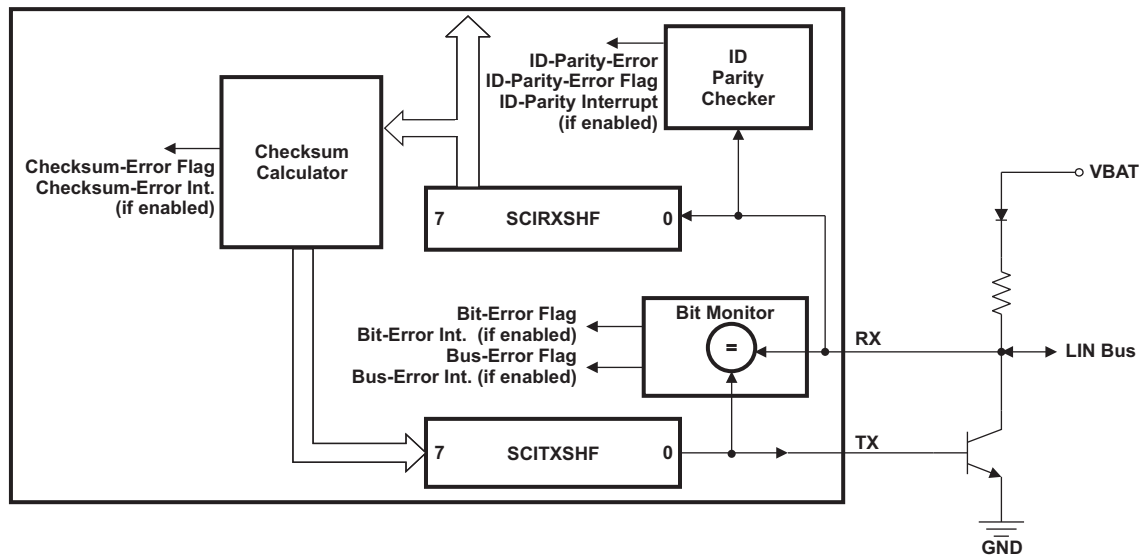 ID-Parity-Error
ID-Parity-Error Flag
ID-Parity Interrupt
(if enabled)
ID
Parity
Checker
Checksum-Error Flag
Checksum-Error Int.
(if enabled)
Checksum
Calculator
7 SCIRXSHF 0
VBAT
Bit-Error Flag
Bit-Error Int. (if enabled)
Bus-Error Flag
Bus-Error Int. (if enabled)
Bit Monitor
=
RX
LIN Bus
7 SCITXSHF 0
TX
GND